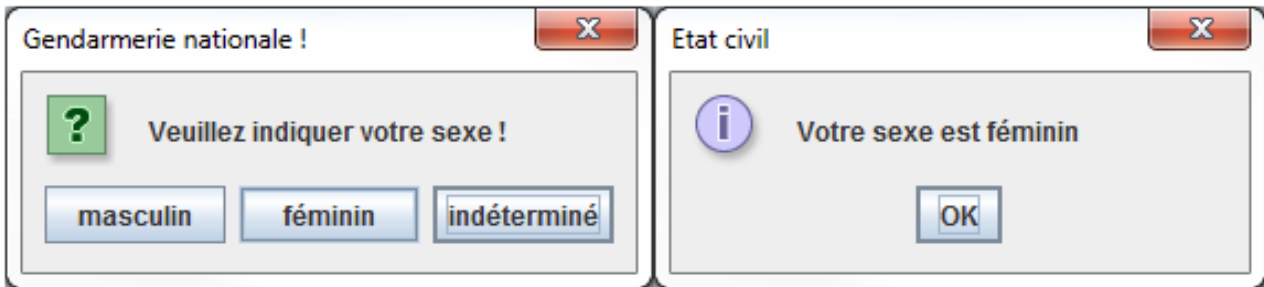 Gendarmerie nationale !
Veuillez indiquer votre sexe !
masculin féminin indéterminé
Etat civil
Votre sexe est féminin
OK